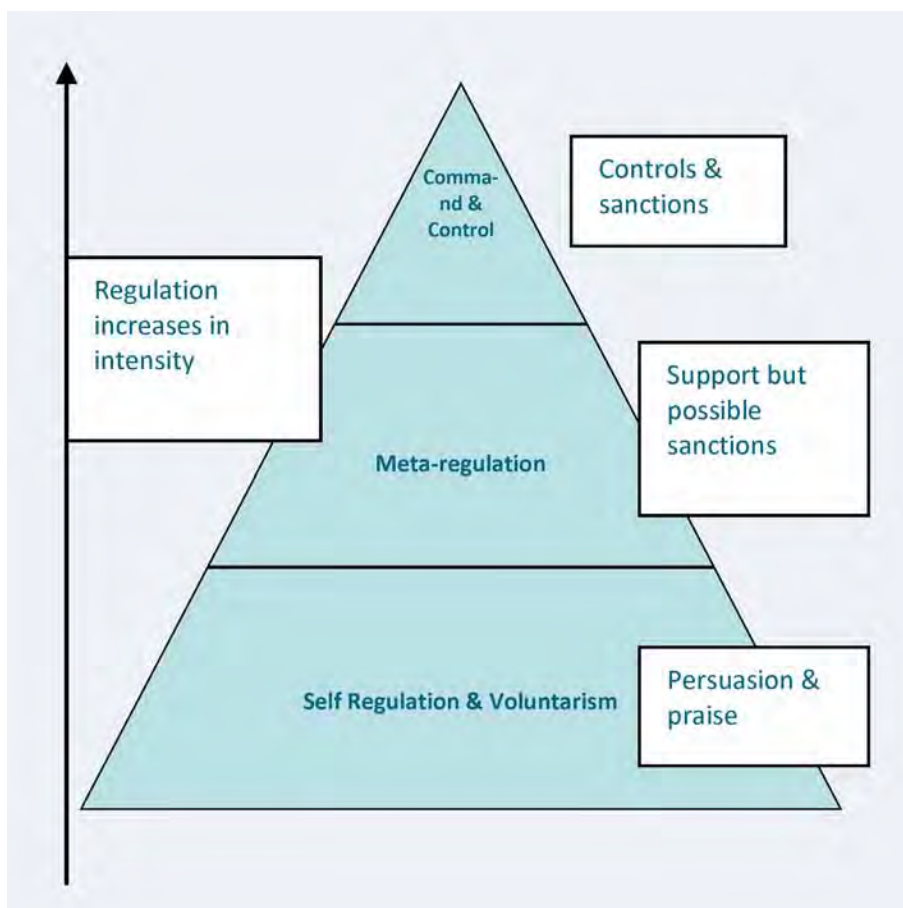 Comma-
nd &
Control
Controls &
sanctions
Regulation
increases in
intensity
Support but
possible
sanctions
Meta-regulation
Self Regulation & Voluntarism
Persuasion &
praise